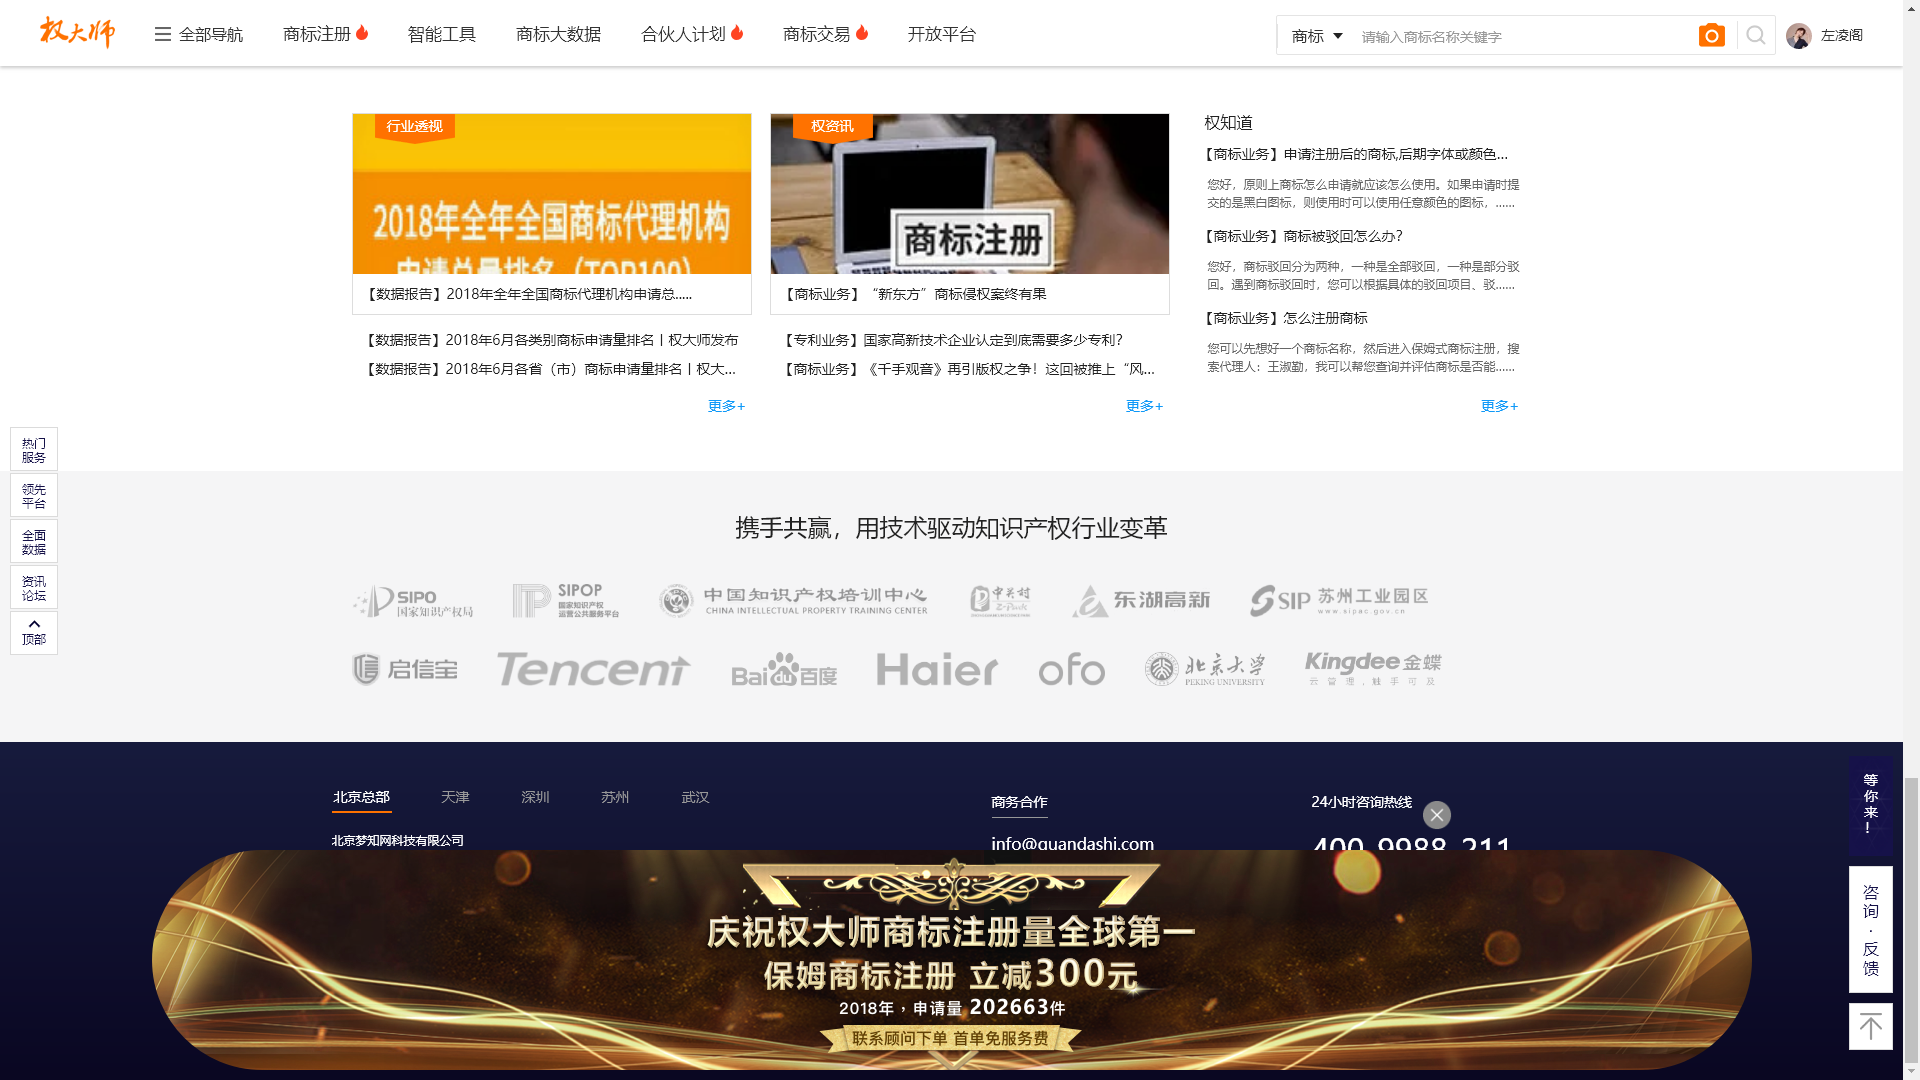 权大师
全部导航
商标注册
智能工具
商标大数据
合伙人计划
商标交易
开放平台
商标
请输入商标名称关键字
左凌阁
行业透视
2018年全年全国商标代理机构
申请总量排名（TOP100）
【数据报告】2018年全年全国商标代理机构申请总.....
【数据报告】2018年6月各类别商标申请量排名丨权大师发布
【数据报告】2018年6月各省（市）商标申请量排名丨权大...
更多+
权资讯
商标注册
【商标业务】“新东方”商标侵权案终有果
【专利业务】国家高新技术企业认定到底需要多少专利？
【商标业务】《千手观音》再引版权之争！这回被推上“风...
更多+
权知道
【商标业务】申请注册后的商标,后期字体或颜色...
您好，原则上商标怎么申请就应该怎么使用。如果申请时提
交的是黑白图标，则使用时可以使用任意颜色的图标，......
【商标业务】商标被驳回怎么办？
您好，商标驳回分为两种，一种是全部驳回，一种是部分驳
回。遇到商标驳回时，您可以根据具体的驳回项目、驳......
【商标业务】怎么注册商标
您可以先想好一个商标名称，然后进入保姆式商标注册，搜
索代理人：王淑勤，我可以帮您查询并评估商标是否能......
更多+
热门
服务
领先
平台
全面
数据
资讯
论坛
顶部
携手共赢，用技术驱动知识产权行业变革
SIPO
国家知识产权局
SIPOP
国家知识产权
运营公共服务平台
中国知识产权培训中心
CHINA INTELLECTUAL PROPERTY TRAINING CENTER
中关村
Z-Park
东湖高新
SIP 苏州工业园区
www.sipac.gov.cn
启信宝
Tencent
Baidu百度
Haier
ofo
北京大学
PEKING UNIVERSITY
Kingdee金蝶
云管理，触手可及
北京总部
天津
深圳
苏州
武汉
北京梦知网科技有限公司
商务合作
info@quandashi.com
24小时咨询热线
400-9988-211
庆祝权大师商标注册量全球第一
保姆商标注册 立减300元
2018年，申请量 202663件
联系顾问下单 首单免服务费
等你来！
咨询·反馈